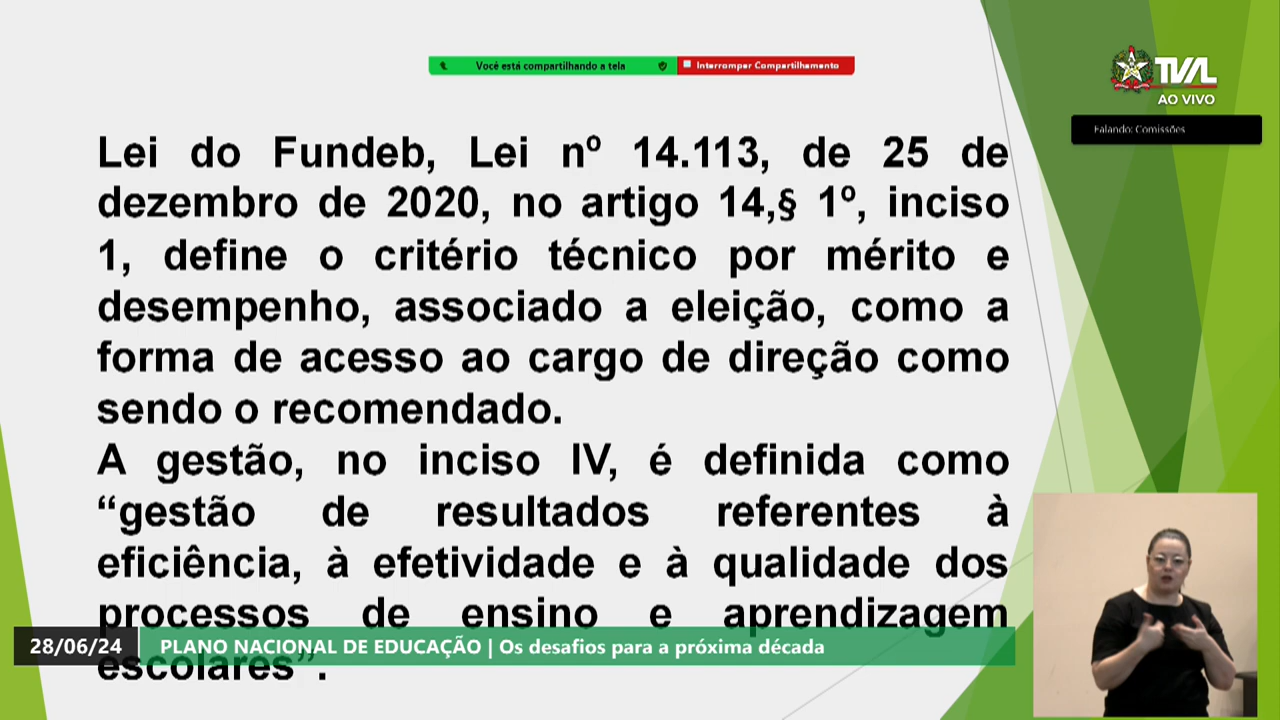 Você está compartilhando a tela
Interromper Compartilhamento
TVAL
AO VIVO
Falando: Comissões
Lei do Fundeb, Lei nº 14.113, de 25 de
dezembro de 2020, no artigo 14,§ 1º, inciso
1, define o critério técnico por mérito e
desempenho, associado a eleição, como a
forma de acesso ao cargo de direção como
sendo o recomendado.
A gestão, no inciso IV, é definida como
“gestão de resultados referentes à
eficiência, à efetividade e à qualidade dos
processos de ensino e aprendizagem
escolares”.
28/06/24
PLANO NACIONAL DE EDUCAÇÃO | Os desafios para a próxima década